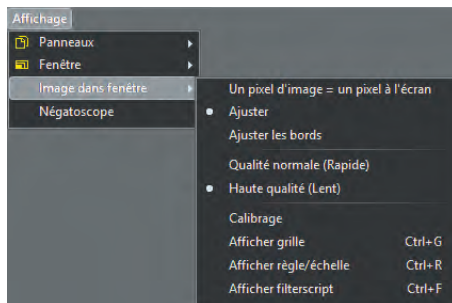 Affichage
Panneaux
Fenêtre
Image dans fenêtre
Négatoscope
Un pixel d'image = un pixel à l'écran
Ajuster
Ajuster les bords
Qualité normale (Rapide)
Haute qualité (Lent)
Calibrage
Afficher grille Ctrl+G
Afficher règle/échelle Ctrl+R
Afficher filterscript Ctrl+F